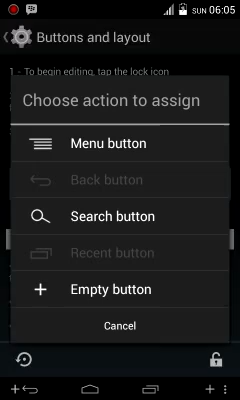 SUN 06:05
Buttons and layout
1 - To begin editing, tap the lock icon
Choose action to assign
Menu button
Back button
Search button
Recent button
Empty button
Cancel